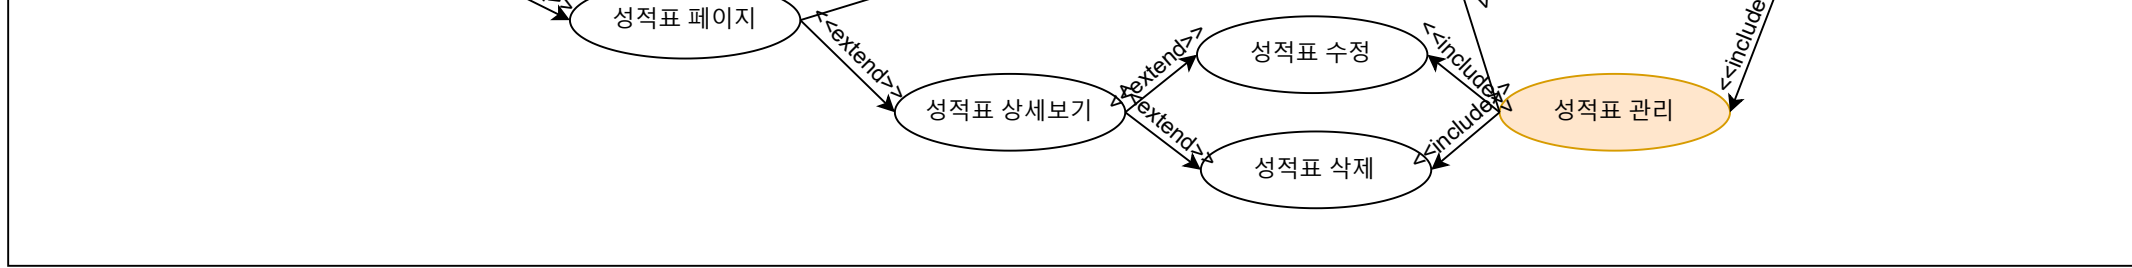 성적표 페이지
<<extend>>
성적표 상세보기
<<extend>>
<<extend>>
성적표 수정
성적표 삭제
<<include>>
<<include>>
성적표 관리
<<include